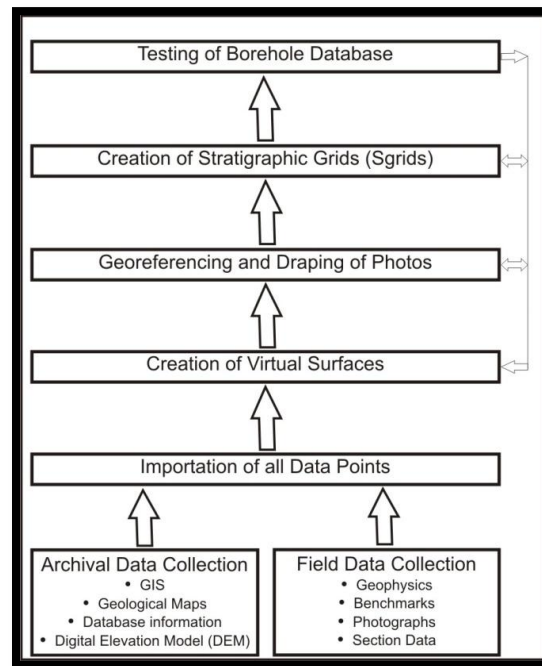 Testing of Borehole Database
Creation of Stratigraphic Grids (Sgrids)
Georeferencing and Draping of Photos
Creation of Virtual Surfaces
Importation of all Data Points
Archival Data Collection
• GIS
• Geological Maps
• Database information
• Digital Elevation Model (DEM)
Field Data Collection
• Geophysics
• Benchmarks
• Photographs
• Section Data